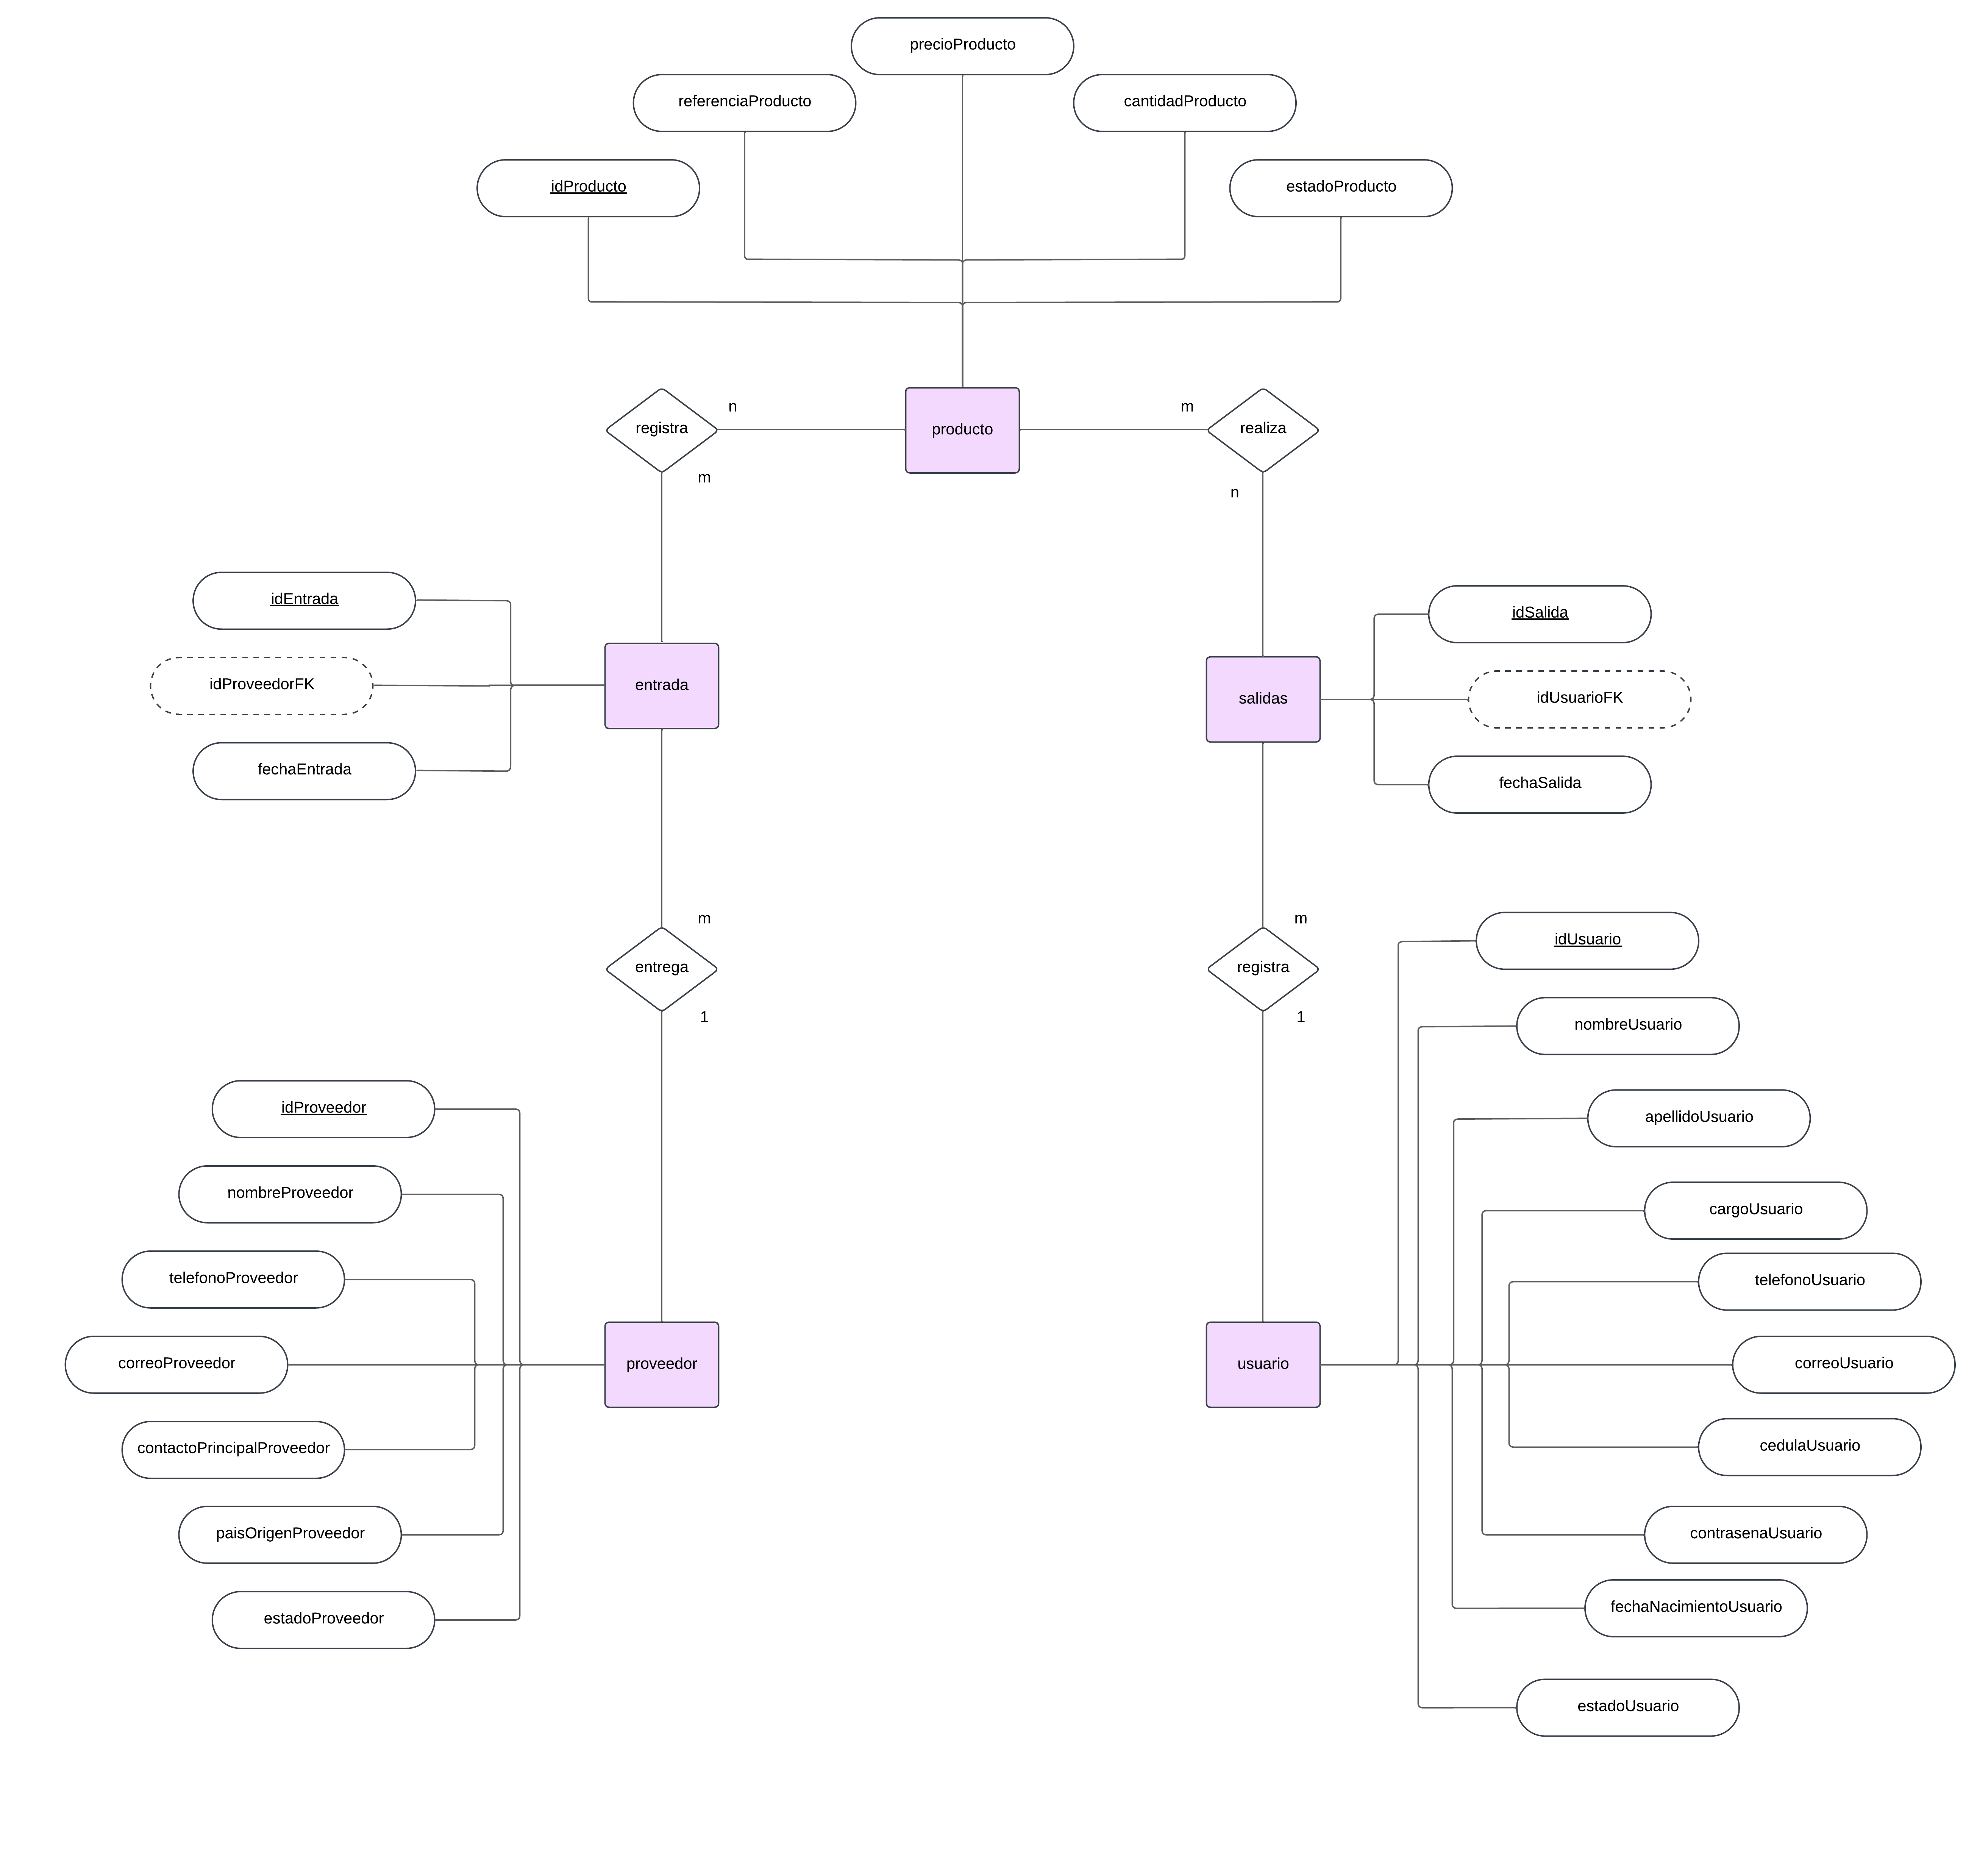 precioProducto
referenciaProducto
cantidadProducto
idProducto
estadoProducto
n
m
registra
producto
realiza
m
n
idEntrada
idSalida
idProveedorFK
entrada
salidas
idUsuarioFK
fechaEntrada
fechaSalida
m
m
idUsuario
entrega
registra
1
1
nombreUsuario
idProveedor
apellidoUsuario
nombreProveedor
cargoUsuario
telefonoProveedor
telefonoUsuario
correoProveedor
proveedor
usuario
correoUsuario
contactoPrincipalProveedor
cedulaUsuario
paisOrigenProveedor
contrasenaUsuario
estadoProveedor
fechaNacimientoUsuario
estadoUsuario